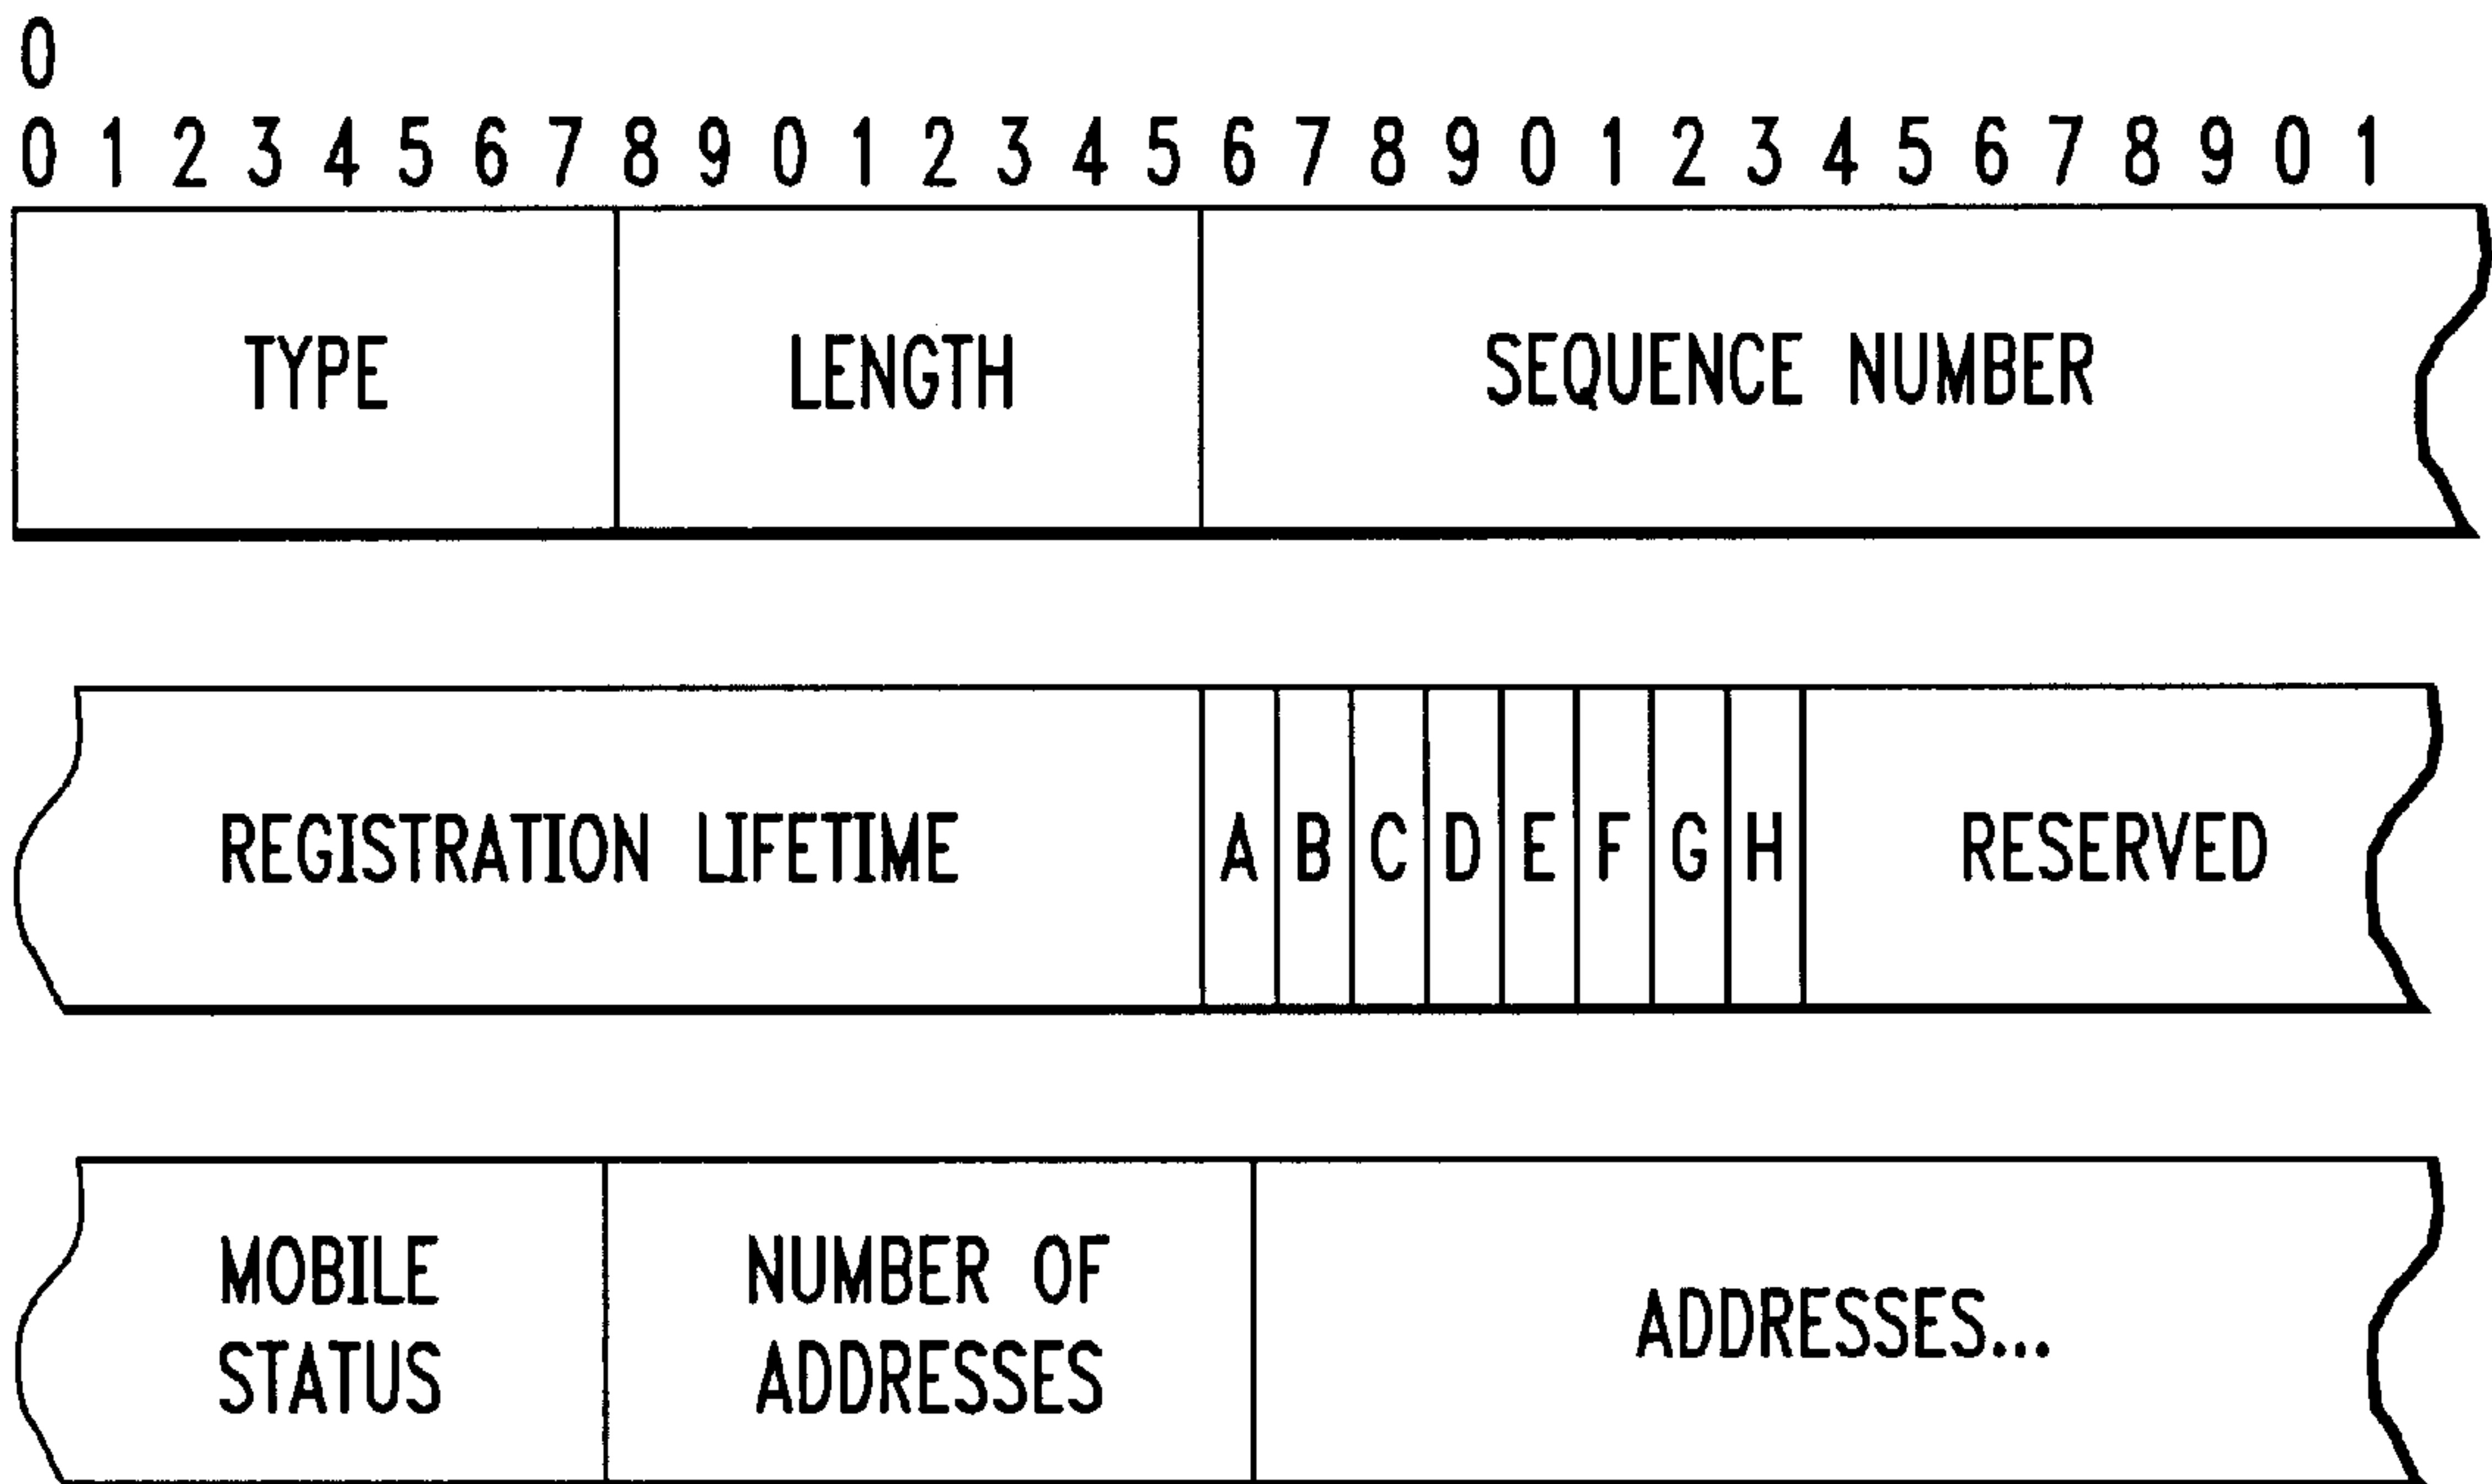 0
0 1 2 3 4 5 6 7 8 9 0 1 2 3 4 5 6 7 8 9 0 1 2 3 4 5 6 7 8 9 0 1
TYPE LENGTH SEQUENCE NUMBER
REGISTRATION LIFETIME A B C D E F G H RESERVED
MOBILE STATUS
NUMBER OF ADDRESSES
ADDRESSES...